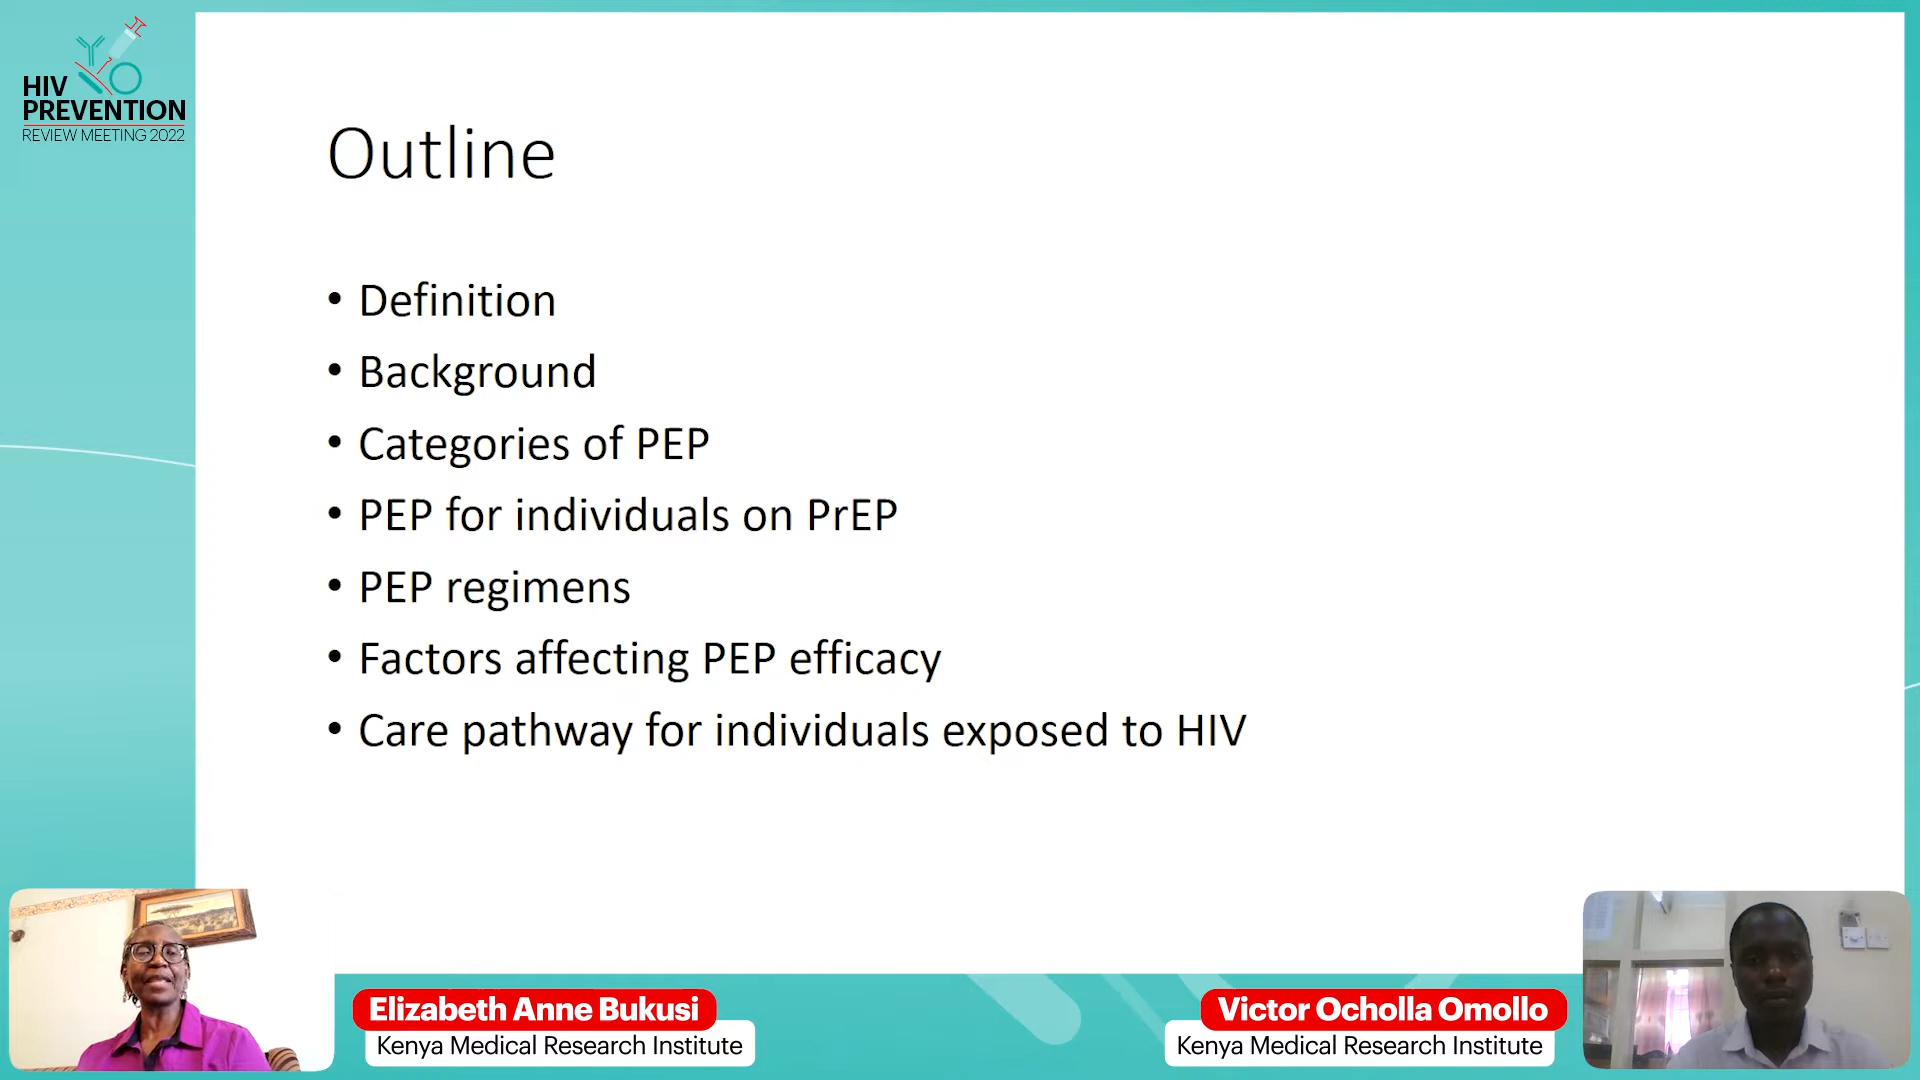 HIV
PREVENTION
REVIEW MEETING 2022
Outline
• Definition
• Background
• Categories of PEP
• PEP for individuals on PrEP
• PEP regimens
• Factors affecting PEP efficacy
• Care pathway for individuals exposed to HIV
Elizabeth Anne Bukusi
Kenya Medical Research Institute
Victor Ocholla Omollo
Kenya Medical Research Institute